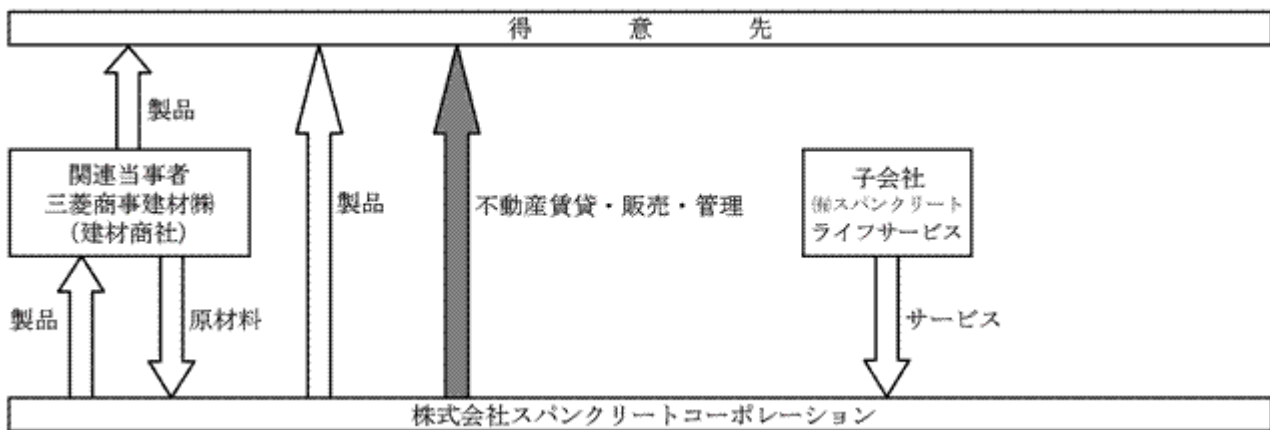 得意先
製品
関連当事者
三菱商事建材㈱
(建材商社)
製品
不動産賃貸・販売・管理
子会社
㈲スパンクリート
ライフサービス
製品
原材料
サービス
株式会社スパンクリートコーポレーション